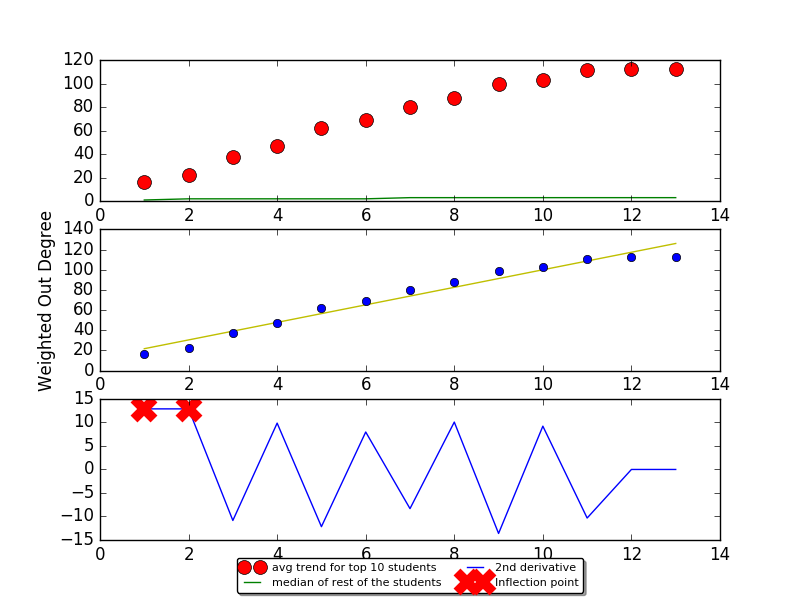 120
100
80
60
40
20
0
0 2 4 6 8 10 12 14
Weighted Out Degree
140
120
100
80
60
40
20
0
0 2 4 6 8 10 12 14
15
10
5
0
−5
−10
−15
0 2 4 6 8 10 12 14
avg trend for top 10 students
median of rest of the students
2nd derivative
Inflection point